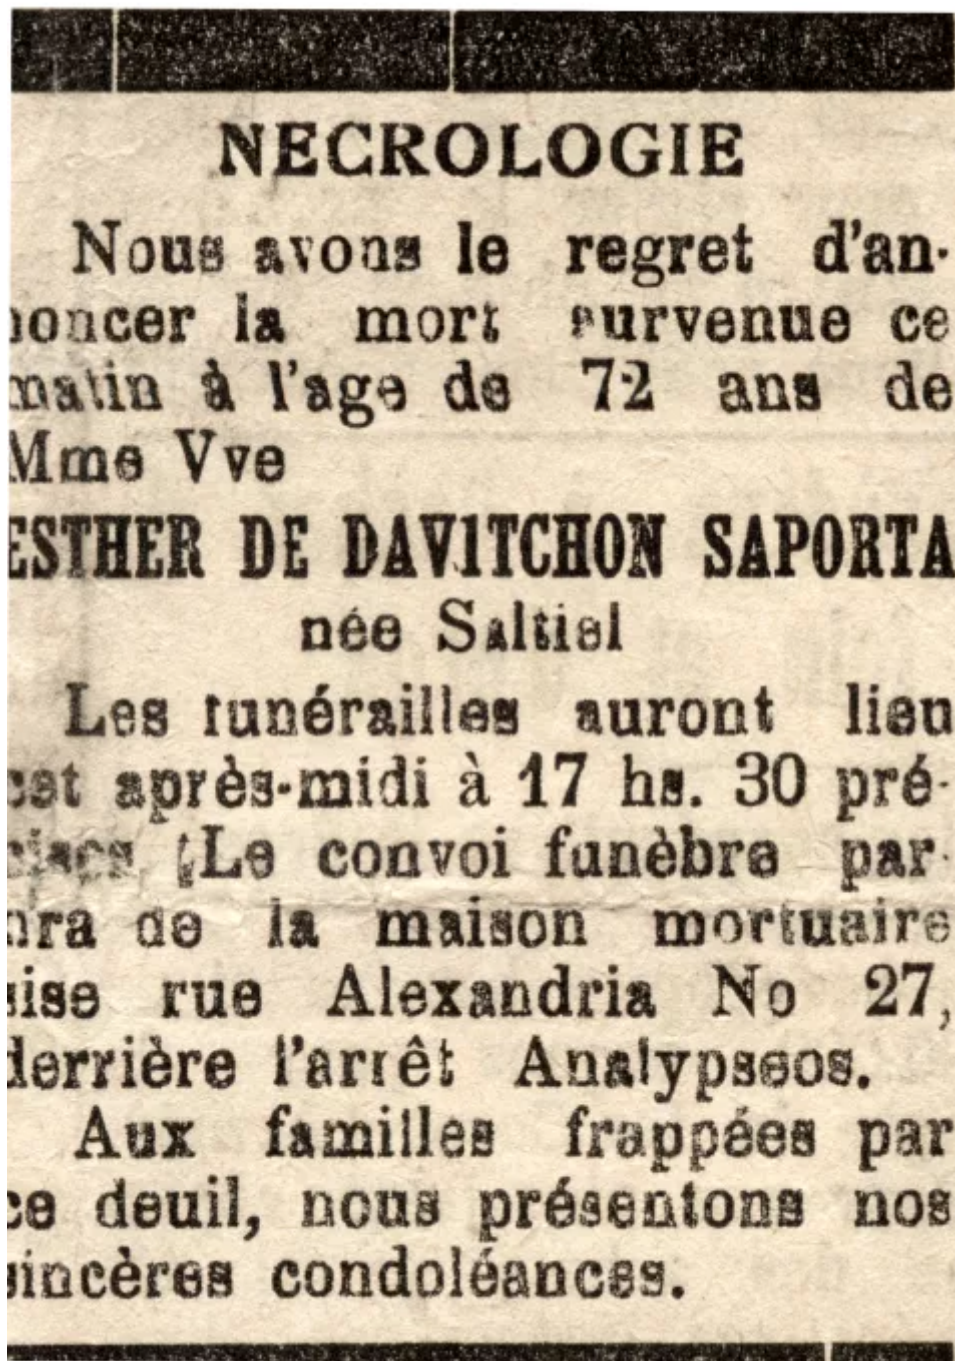 NECROLOGIE
Nous avons le regret d'an-
noncer la mort survenue ce
matin à l'age de 72 ans de
Mme Vve
ESTHER DE DAVITCHON SAPORTA
née Saltiel
Les funérailles auront lieu
cet après-midi à 17 hs. 30 pré-
cises. Le convoi funèbre par-
tira de la maison mortuaire
sise rue Alexandria No 27,
derrière l'arrêt Analypseos.
Aux familles frappées par
ce deuil, nous présentons nos
sincères condoléances.